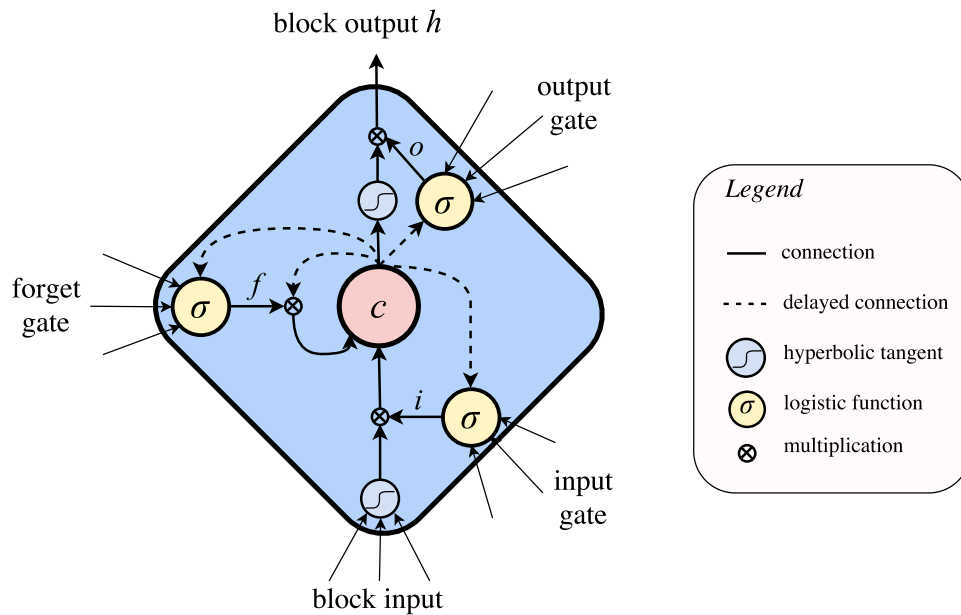 block output h
output
gate
o
σ
forget
gate
σ
f
c
i
σ
input
gate
block input
Legend
connection
delayed connection
hyperbolic tangent
σ
logistic function
multiplication